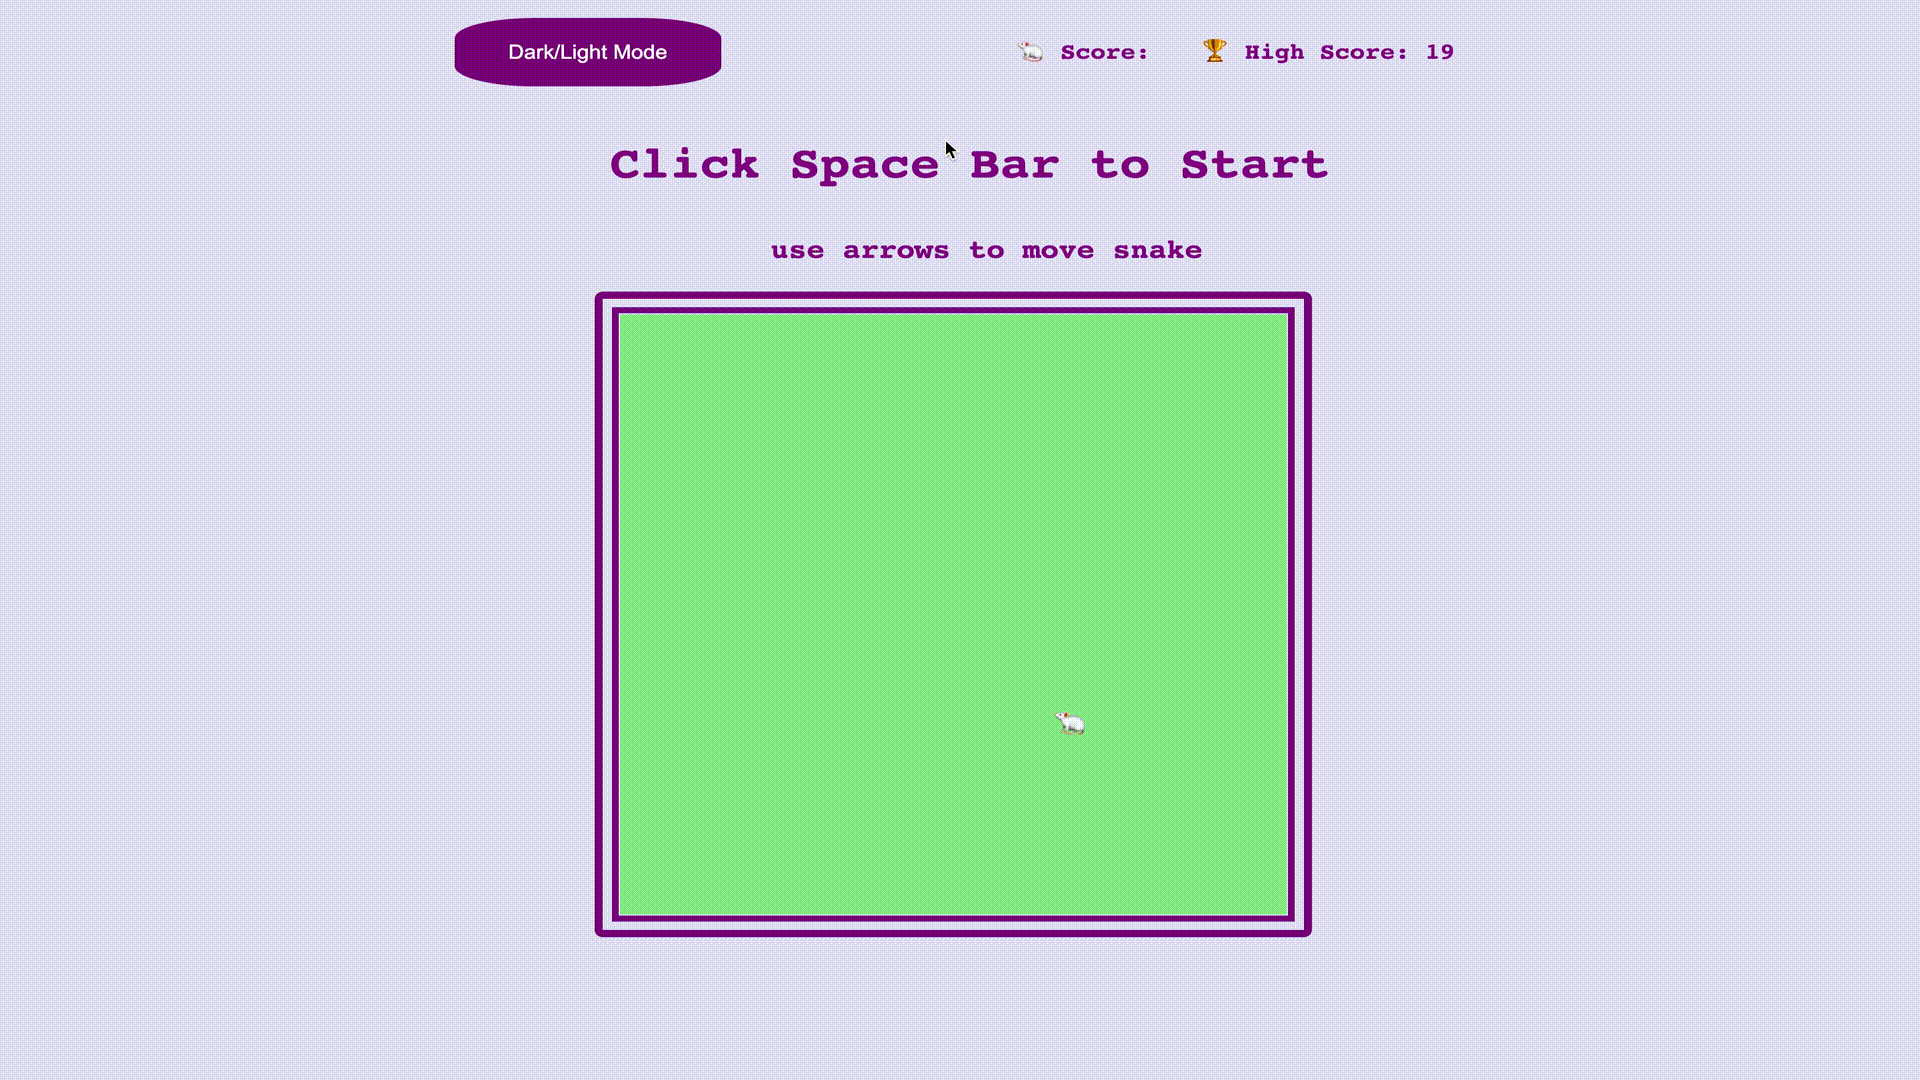 Dark/Light Mode
Score:
High Score: 19
Click Space Bar to Start
use arrows to move snake